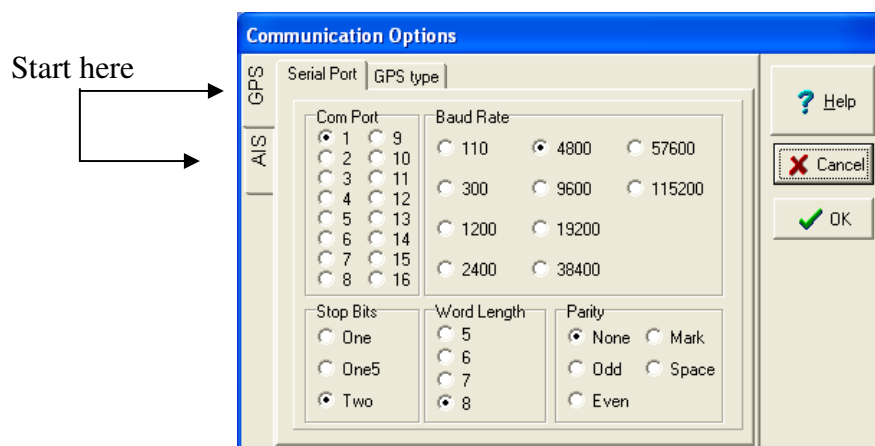 Communication Options
Start here
GPS
AIS
Serial Port GPS type
Com Port
1 9
2 10
3 11
4 12
5 13
6 14
7 15
8 16
Baud Rate
110 4800 57600
300 9600 115200
1200 19200
2400 38400
Stop Bits
One
One5
Two
Word Length
5
6
7
8
Parity
None Mark
Odd Space
Even
Help
Cancel
OK